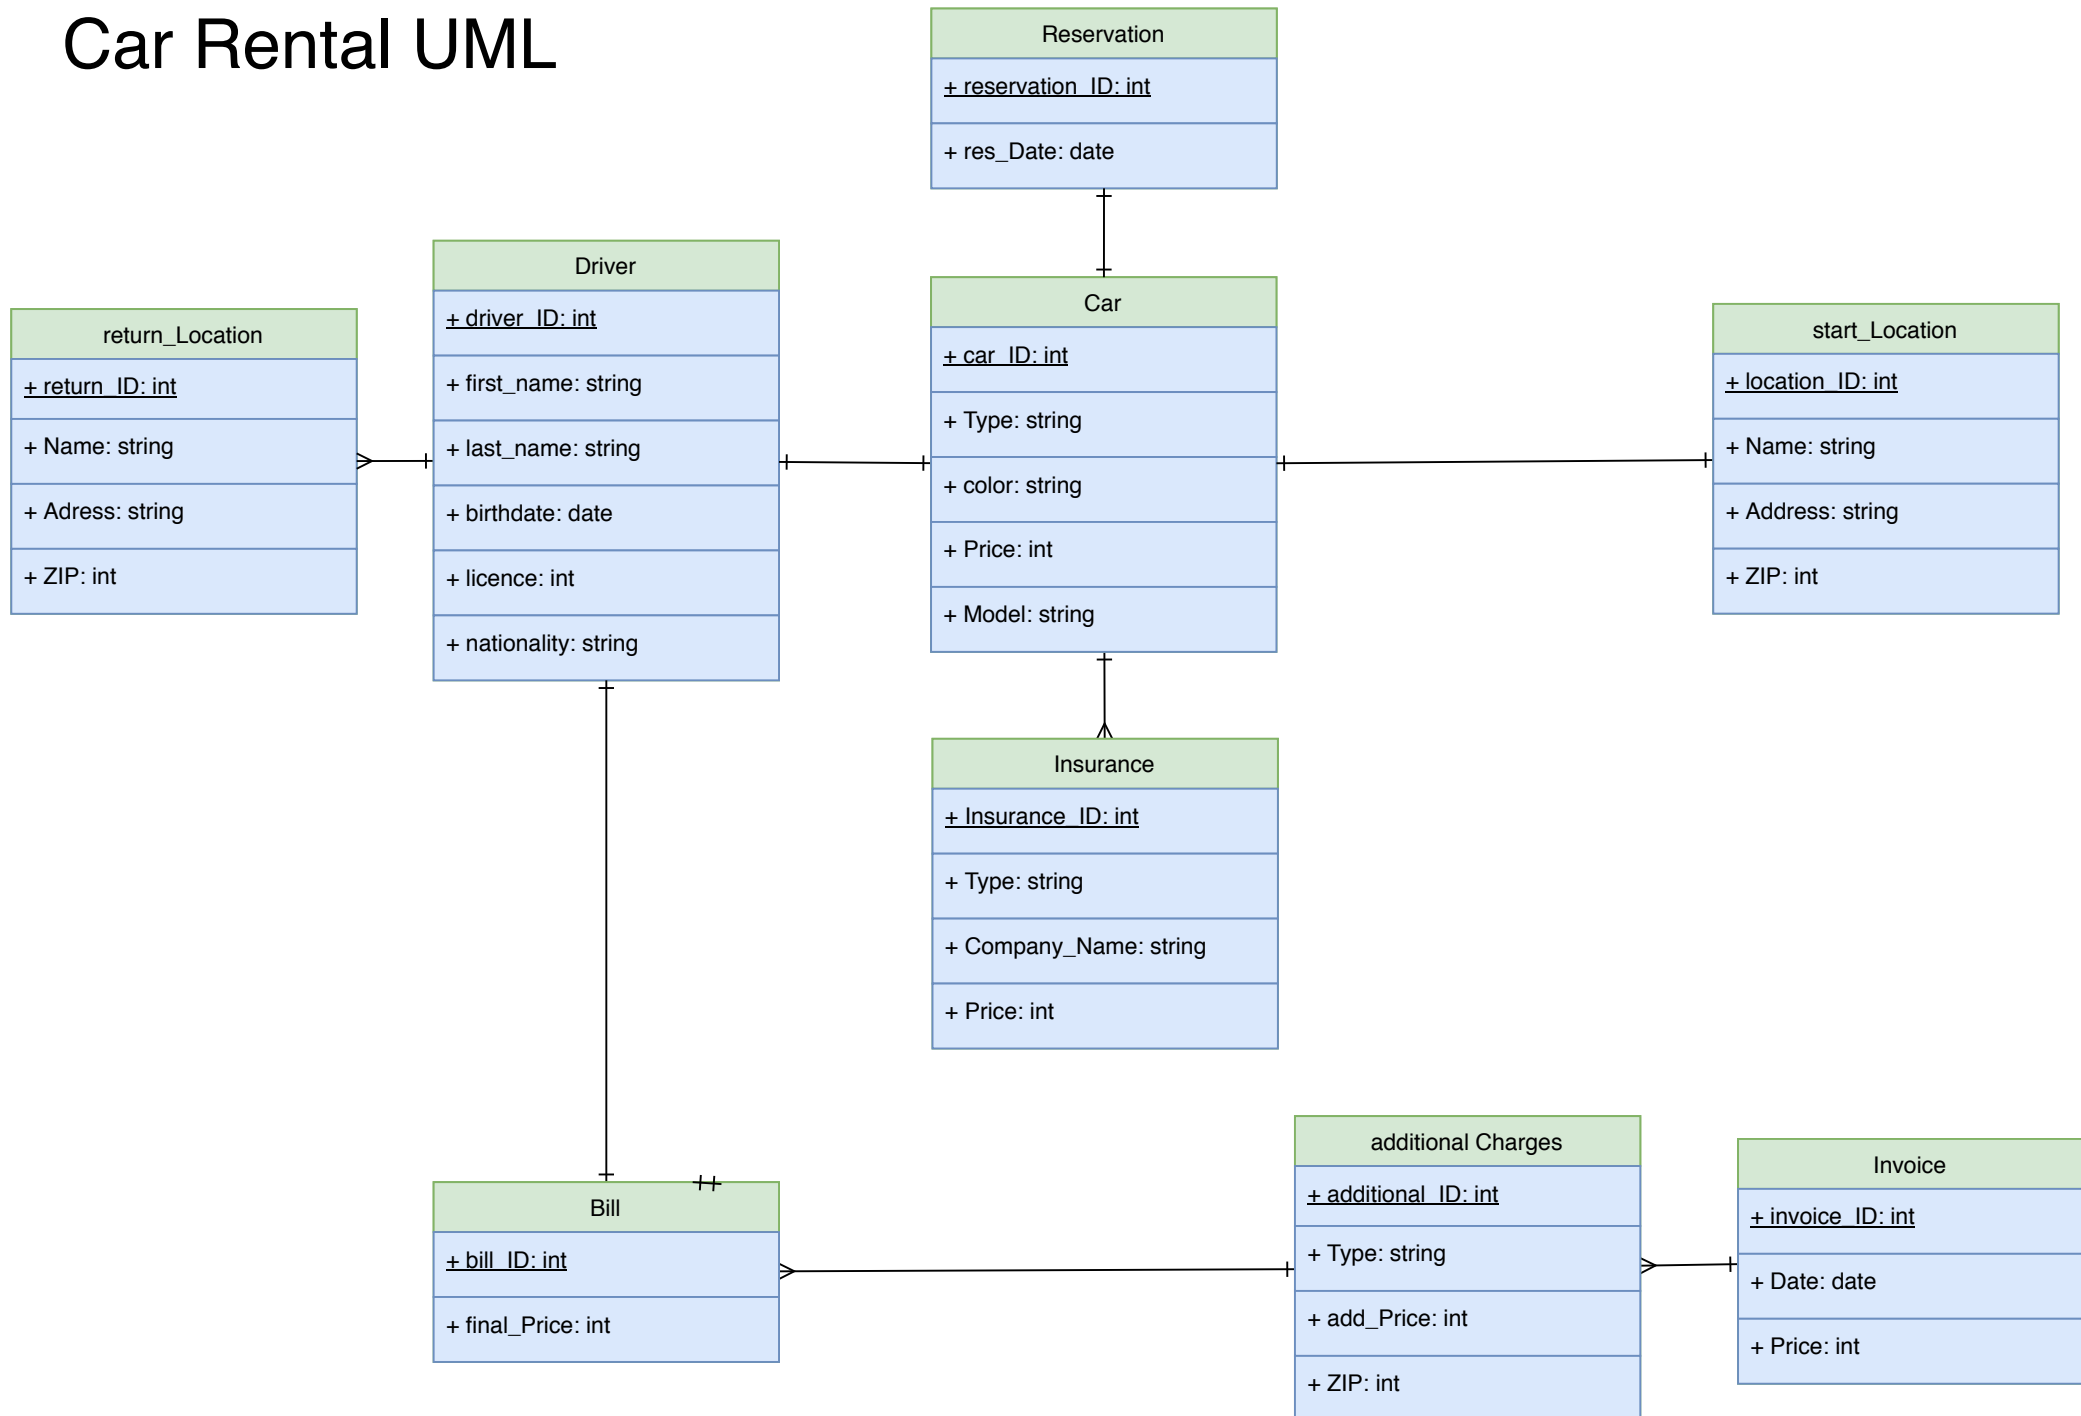 Car Rental UML
Reservation
+ reservation_ID: int
+ res_Date: date
Driver
+ driver_ID: int
+ first_name: string
+ last_name: string
+ birthdate: date
+ licence: int
+ nationality: string
return_Location
+ return_ID: int
+ Name: string
+ Adress: string
+ ZIP: int
Car
+ car_ID: int
+ Type: string
+ color: string
+ Price: int
+ Model: string
start_Location
+ location_ID: int
+ Name: string
+ Address: string
+ ZIP: int
Insurance
+ Insurance_ID: int
+ Type: string
+ Company_Name: string
+ Price: int
Bill
+ bill_ID: int
+ final_Price: int
additional Charges
+ additional_ID: int
+ Type: string
+ add_Price: int
+ ZIP: int
Invoice
+ invoice_ID: int
+ Date: date
+ Price: int